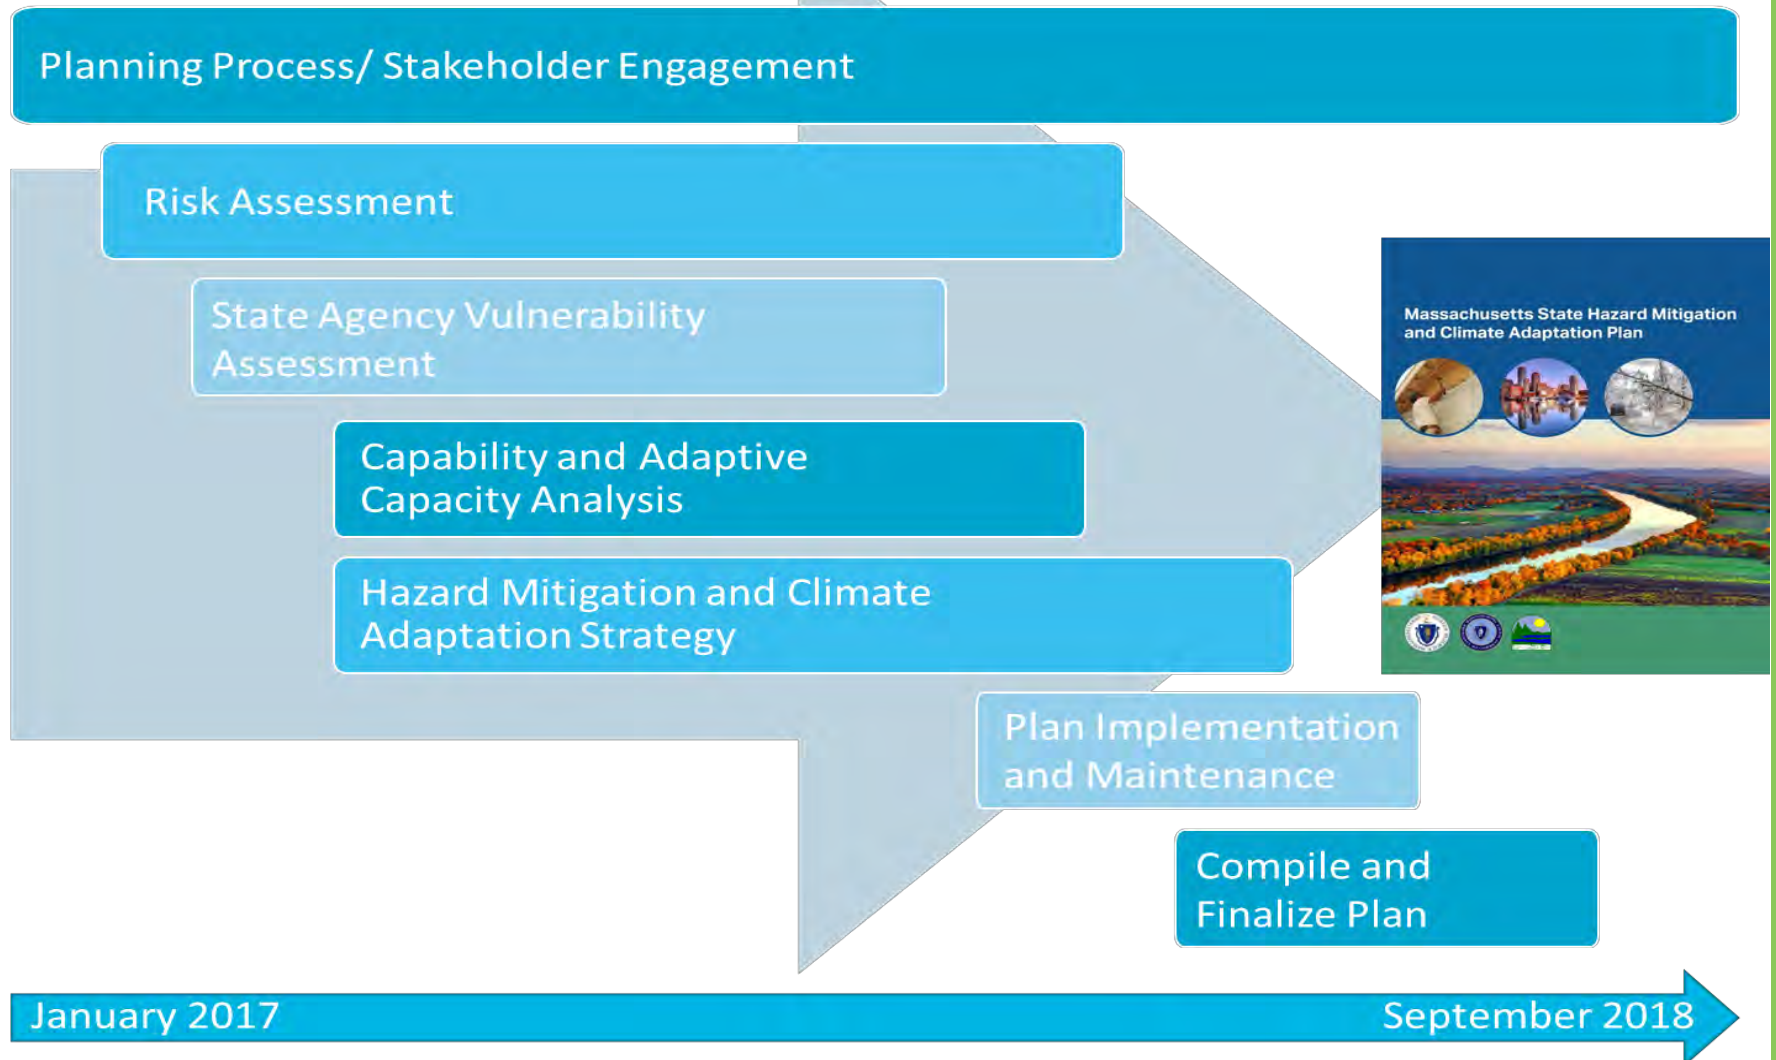 Planning Process/ Stakeholder Engagement
Risk Assessment
State Agency Vulnerability
Assessment
Capability and Adaptive
Capacity Analysis
Hazard Mitigation and Climate
Adaptation Strategy
Plan Implementation
and Maintenance
Compile and
Finalize Plan
Massachusetts State Hazard Mitigation
and Climate Adaptation Plan
January 2017
September 2018